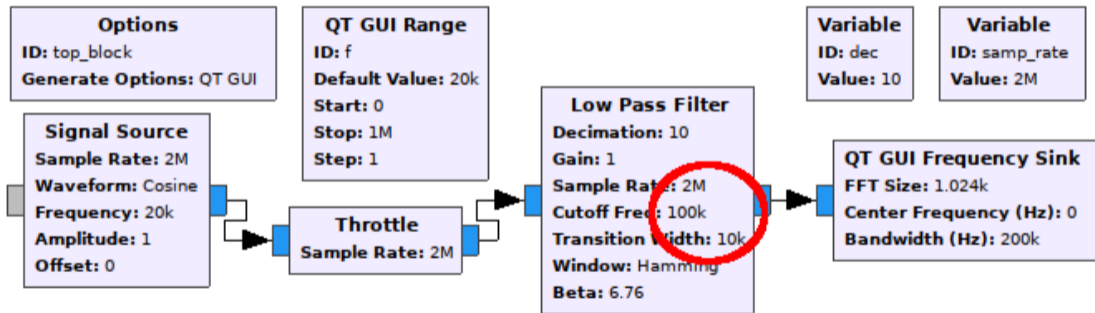 Options
ID: top_block
Generate Options: QT GUI
QT GUI Range
ID: f
Default Value: 20k
Start: 0
Stop: 1M
Step: 1
Variable
ID: dec
Value: 10
Variable
ID: samp_rate
Value: 2M
Signal Source
Sample Rate: 2M
Waveform: Cosine
Frequency: 20k
Amplitude: 1
Offset: 0
Throttle
Sample Rate: 2M
Low Pass Filter
Decimation: 10
Gain: 1
Sample Rate: 2M
Cutoff Freq: 100k
Transition Width: 10k
Window: Hamming
Beta: 6.76
QT GUI Frequency Sink
FFT Size: 1.024k
Center Frequency (Hz): 0
Bandwidth (Hz): 200k